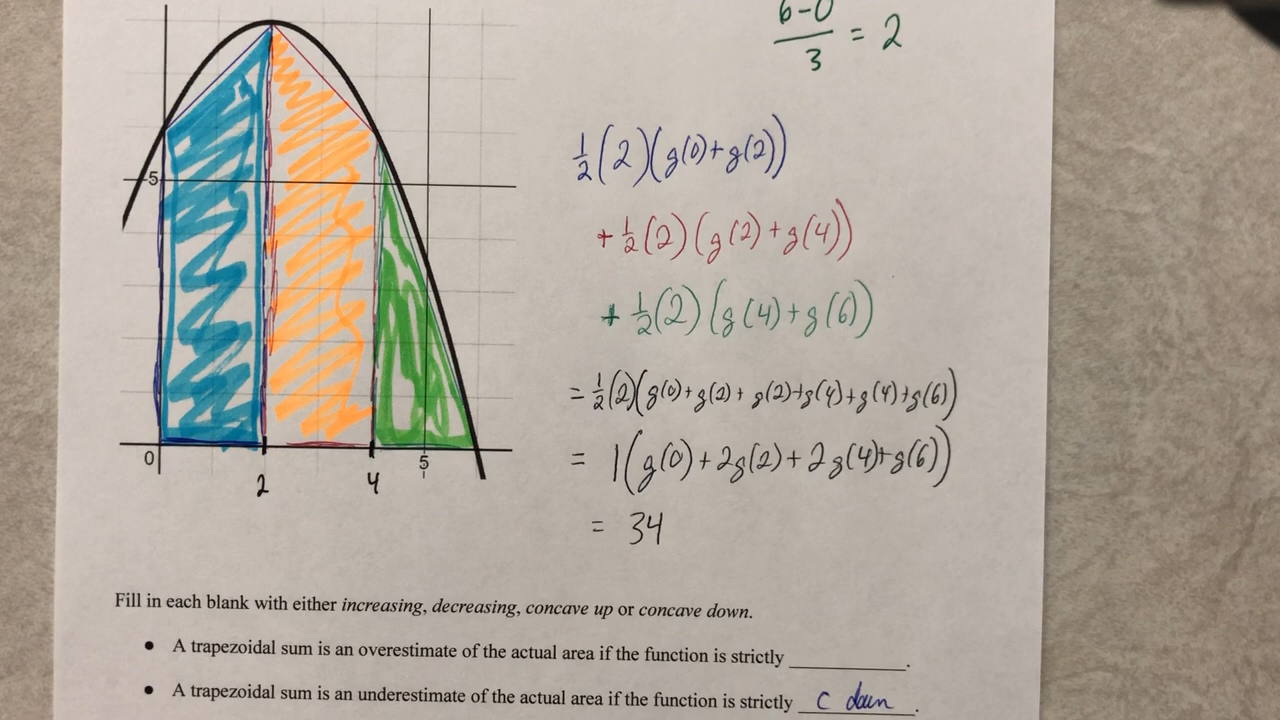 6-0
3
= 2
½(2)(g(0)+g(2))
+½(2)(g(2)+g(4))
+½(2)(g(4)+g(6))
=½(2)(g(0)+g(2)+g(2)+g(4)+g(4)+g(6))
= 1(g(0)+2g(2)+2g(4)+g(6))
= 34
5
0
5
2
4
Fill in each blank with either increasing, decreasing, concave up or concave down.
• A trapezoidal sum is an overestimate of the actual area if the function is strictly ___________.
• A trapezoidal sum is an underestimate of the actual area if the function is strictly c down.